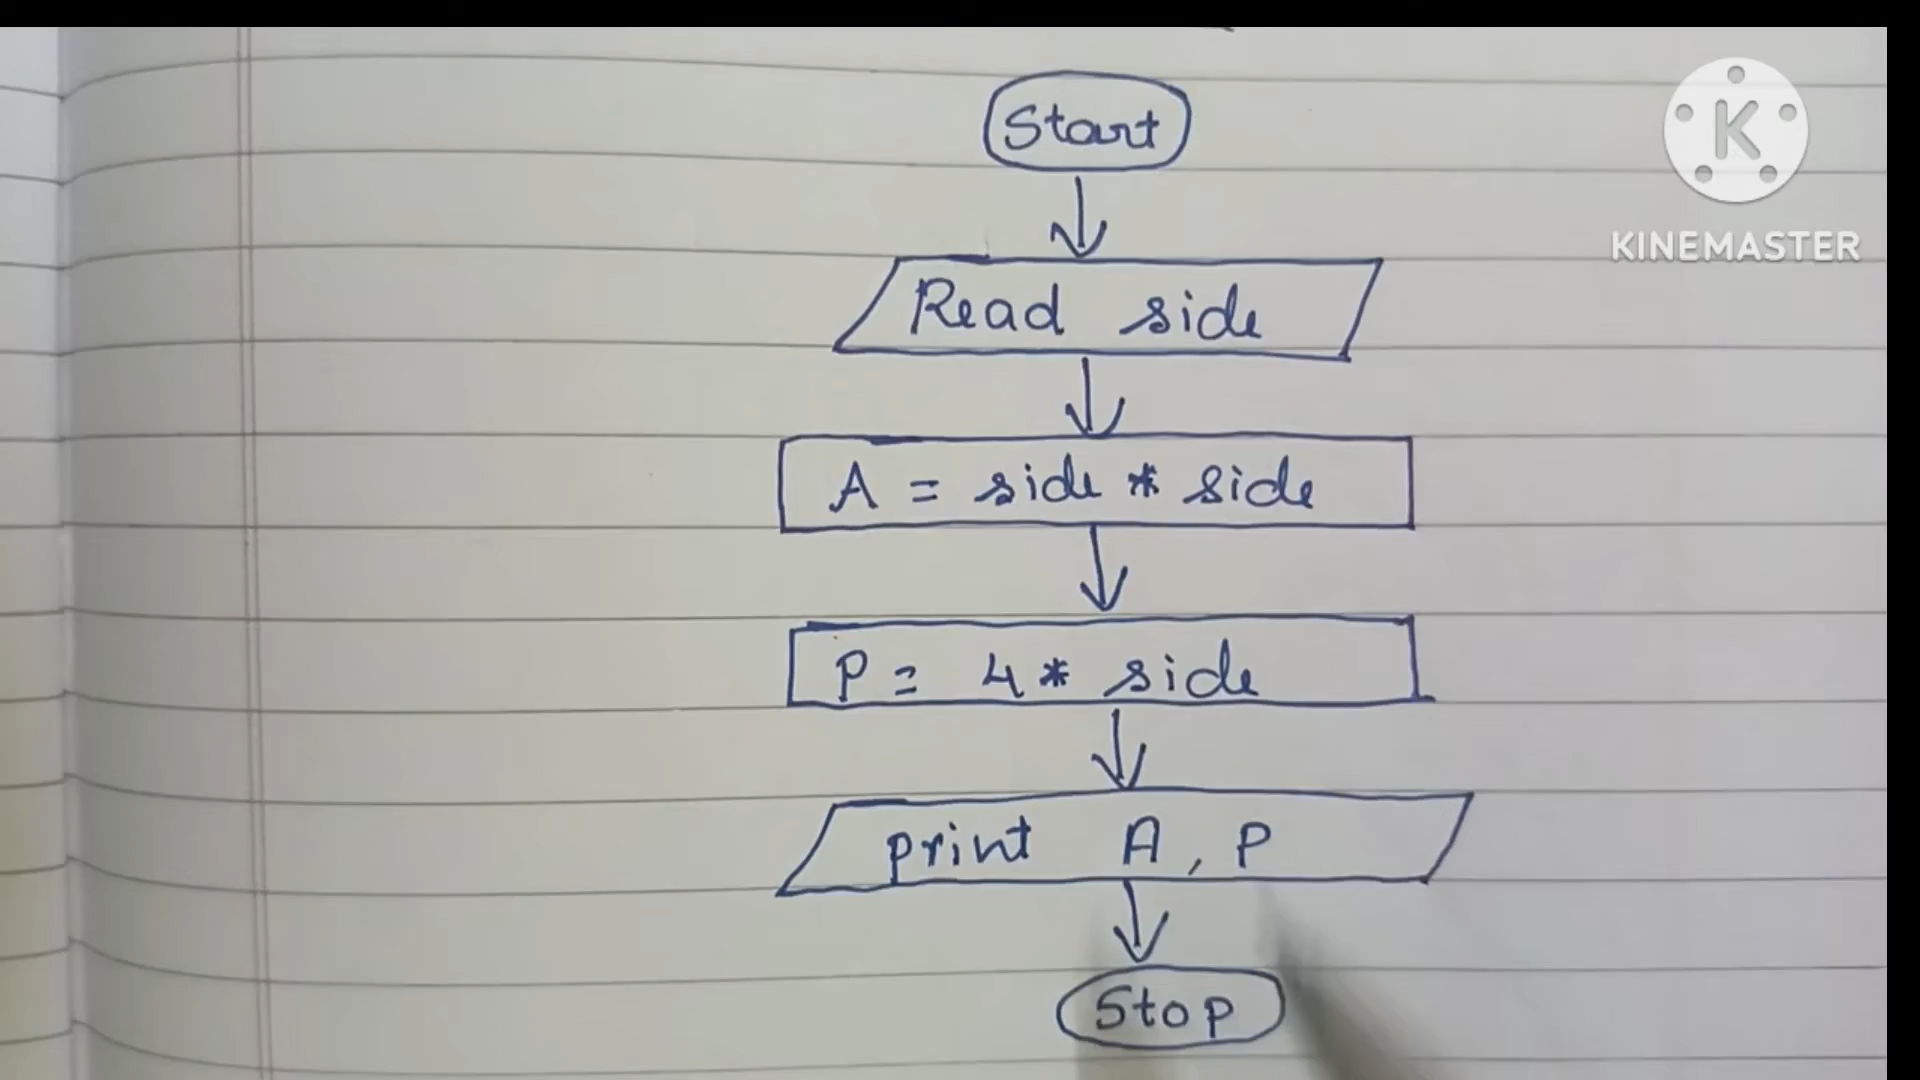 Start
K
KINEMASTER
Read side
A = side * side
P = 4 * side
print A, P
Stop